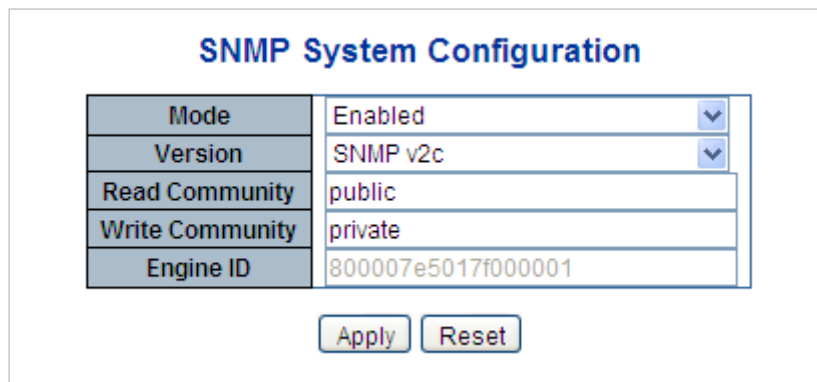 SNMP System Configuration
Mode Enabled
Version SNMP v2c
Read Community public
Write Community private
Engine ID 800007e5017f000001
Apply Reset